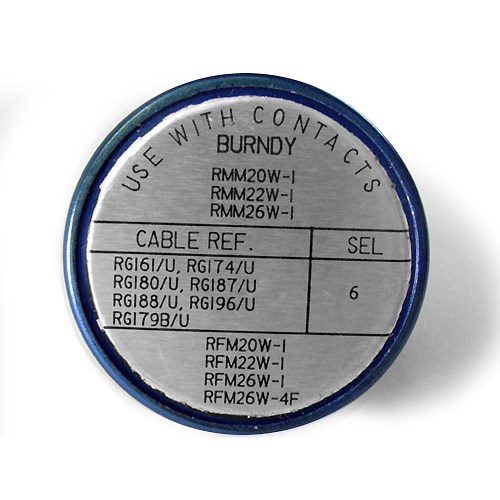 USE WITH CONTACTS
BURNDY
RMM20W-1
RMM22W-1
RMM26W-1
CABLE REF. SEL
RG161/U, RG174/U
RG180/U, RG187/U 6
RG188/U, RG196/U
RG179B/U
RFM20W-1
RFM22W-1
RFM26W-1
RFM26W-4F